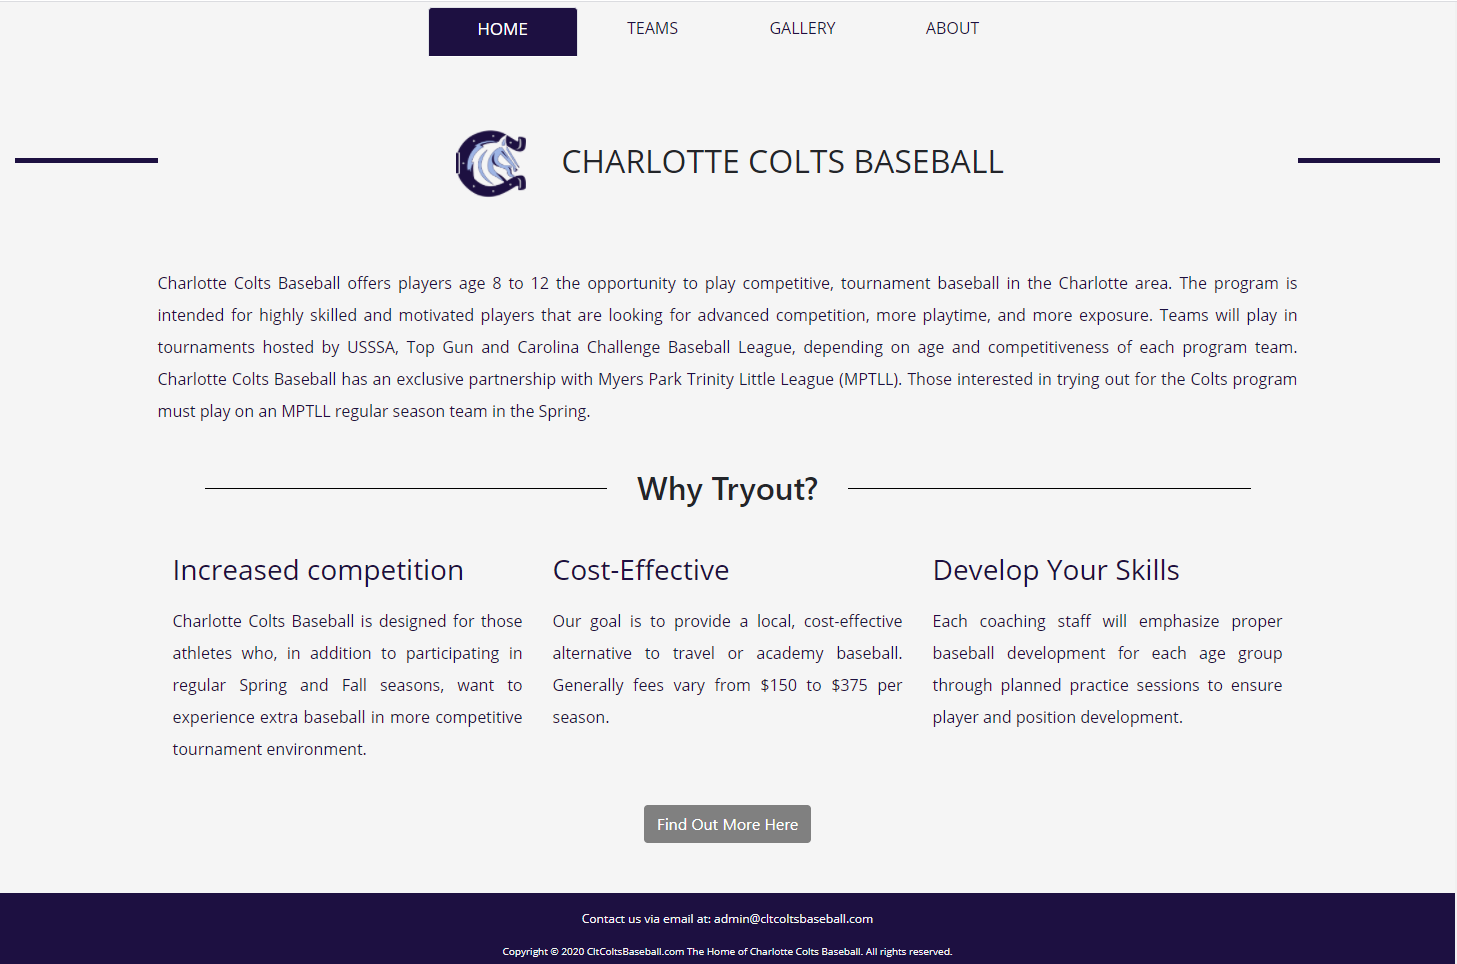 HOME TEAMS GALLERY ABOUT
CHARLOTTE COLTS BASEBALL
Charlotte Colts Baseball offers players age 8 to 12 the opportunity to play competitive, tournament baseball in the Charlotte area. The program is
intended for highly skilled and motivated players that are looking for advanced competition, more playtime, and more exposure. Teams will play in
tournaments hosted by USSSA, Top Gun and Carolina Challenge Baseball League, depending on age and competitiveness of each program team.
Charlotte Colts Baseball has an exclusive partnership with Myers Park Trinity Little League (MPTLL). Those interested in trying out for the Colts program
must play on an MPTLL regular season team in the Spring.
Why Tryout?
Increased competition
Charlotte Colts Baseball is designed for those
athletes who, in addition to participating in
regular Spring and Fall seasons, want to
experience extra baseball in more competitive
tournament environment.
Cost-Effective
Our goal is to provide a local, cost-effective
alternative to travel or academy baseball.
Generally fees vary from $150 to $375 per
season.
Develop Your Skills
Each coaching staff will emphasize proper
baseball development for each age group
through planned practice sessions to ensure
player and position development.
Find Out More Here
Contact us via email at: admin@cltcoltsbaseball.com
Copyright © 2020 CltColtsBaseball.com The Home of Charlotte Colts Baseball. All rights reserved.